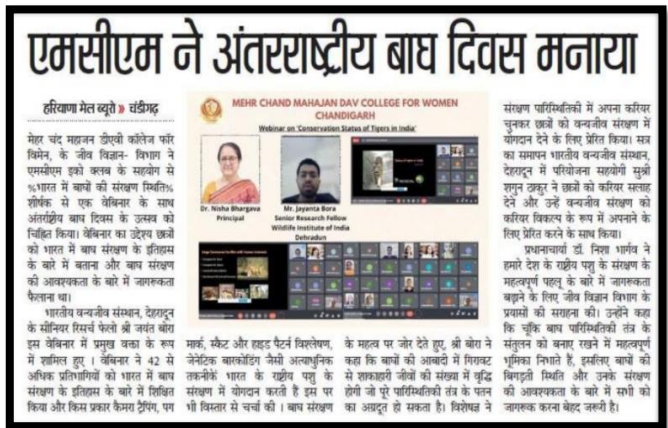 एमसीएम ने अंतरराष्ट्रीय बाघ दिवस मनाया
हरियाणा मेल ब्यूरो » चंडीगढ़
मेहर चंद महाजन डीएवी कॉलेज फॉर
विमेन, के जीव विज्ञान- विभाग ने
एमसीएम इको क्लब के सहयोग से
%भारत में बाघों की संरक्षण स्थिति%
शीर्षक से एक वेबिनार के साथ
अंतर्राष्ट्रीय बाघ दिवस के उत्सव को
चिह्नित किया। वेबिनार का उद्देश्य छात्रों
को भारत में बाघ संरक्षण के इतिहास
के बारे में बताना और बाघ संरक्षण
की आवश्यकता के बारे में जागरूकता
फैलाना था।
भारतीय वन्यजीव संस्थान, देहरादून
के सीनियर रिसर्च फेलो श्री जयंत बोरा
इस वेबिनार में प्रमुख वक्ता के रूप
में शामिल हुए । वेबिनार ने 42 से
अधिक प्रतिभागियों को भारत में बाघ
संरक्षण के इतिहास के बारे में शिक्षित
किया और किस प्रकार कैमरा ट्रैपिंग, पग
MEHR CHAND MAHAJAN DAV COLLEGE FOR WOMEN
CHANDIGARH
Webinar on 'Conservation Status of Tigers in India'
Dr. Nisha Bhargava
Principal
Mr. Jayanta Bora
Senior Research Fellow
Wildlife Institute of India
Dehradun
मार्क, स्कैट और हाइड पैटर्न विश्लेषण,
जेनेटिक बारकोडिंग जैसी अत्याधुनिक
तकनीकें भारत के राष्ट्रीय पशु के
संरक्षण में योगदान करती हैं इस पर
भी विस्तार से चर्चा की । बाघ संरक्षण
के महत्व पर जोर देते हुए, श्री बोरा ने
कहा कि बाघों की आबादी में गिरावट
से शाकाहारी जीवों की संख्या में वृद्धि
होगी जो पूरे पारिस्थितिकी तंत्र के पतन
का अग्रदूत हो सकता है। विशेषज्ञ ने
संरक्षण पारिस्थितिकी में अपना करियर
चुनकर छात्रों को वन्यजीव संरक्षण में
योगदान देने के लिए प्रेरित किया। सत्र
का समापन भारतीय वन्यजीव संस्थान,
देहरादून में परियोजना सहयोगी सुश्री
शगुन ठाकुर ने छात्रों को करियर सलाह
देने और उन्हें वन्यजीव संरक्षण को
करियर विकल्प के रूप में अपनाने के
लिए प्रेरित करने के साथ किया।
प्रधानाचार्या डॉ. निशा भार्गव ने
हमारे देश के राष्ट्रीय पशु के संरक्षण के
महत्वपूर्ण पहलू के बारे में जागरूकता
बढ़ाने के लिए जीव विज्ञान विभाग के
प्रयासों की सराहना की। उन्होंने कहा
कि चूंकि बाघ पारिस्थितिकी तंत्र के
संतुलन को बनाए रखने में महत्वपूर्ण
भूमिका निभाते हैं, इसलिए बाघों की
बिगड़ती स्थिति और उनके संरक्षण
की आवश्यकता के बारे में सभी को
जागरूक करना बेहद जरूरी है।